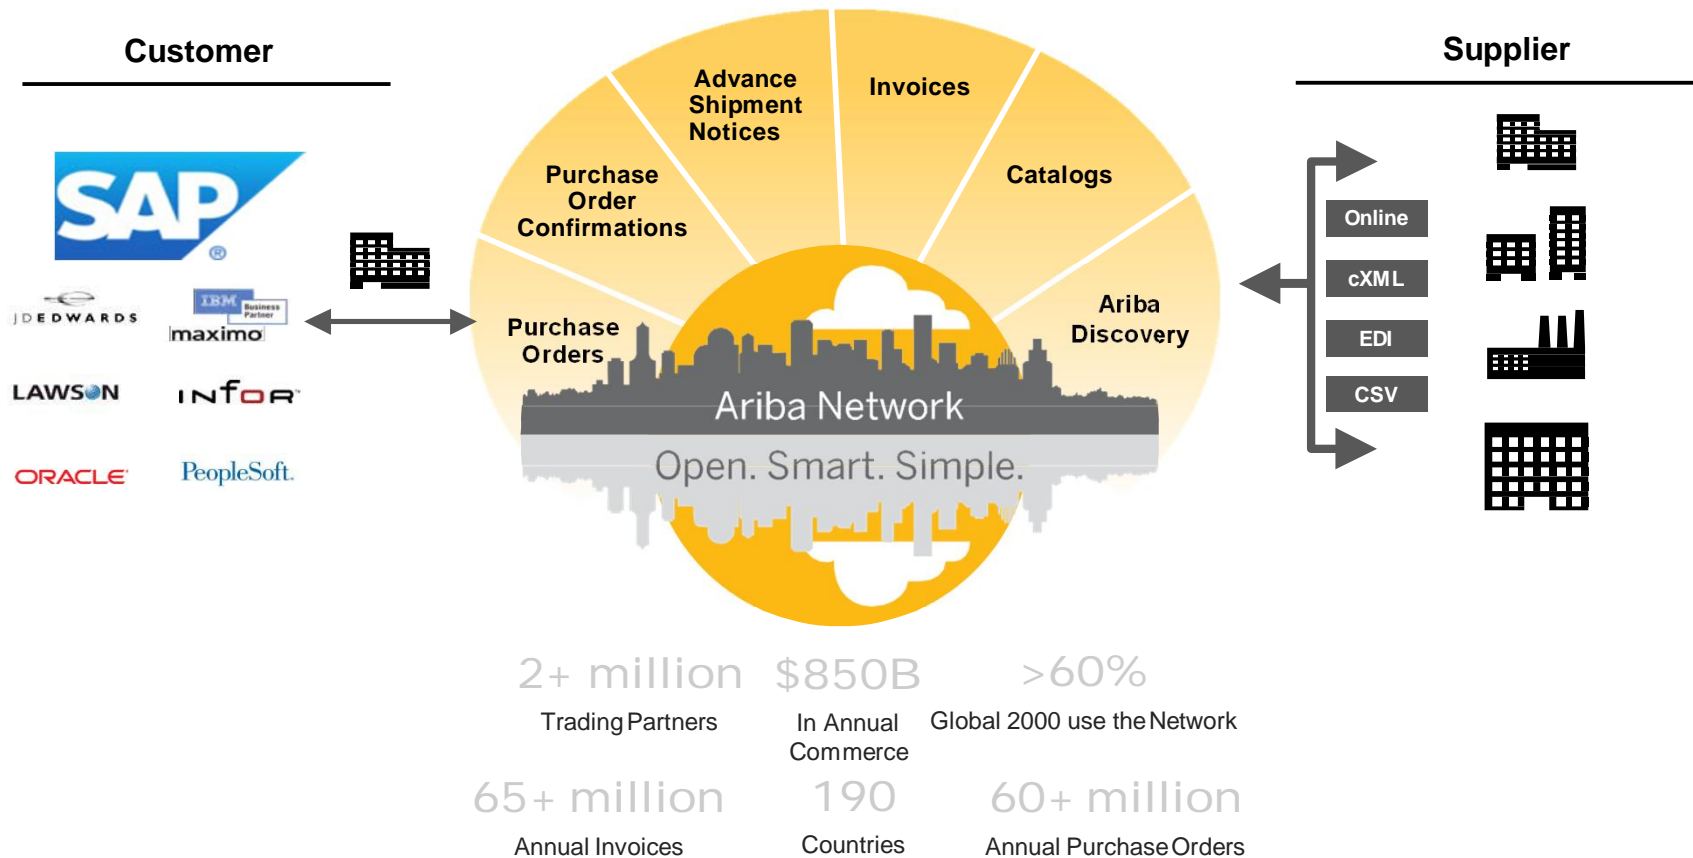 Customer
Supplier
Advance
Shipment
Notices
Invoices
Purchase
Order
Confirmations
Catalogs
Purchase
Orders
Ariba
Discovery
SAP
®
JDEDWARDS
IBM
Business
Partner
maximo
LAWSON
INFOR™
ORACLE
PeopleSoft.
Online
cXML
EDI
CSV
Ariba Network
Open. Smart. Simple.
2+ million
Trading Partners
$850B
In Annual
Commerce
>60%
Global 2000 use the Network
65+ million
Annual Invoices
190
Countries
60+ million
Annual Purchase Orders